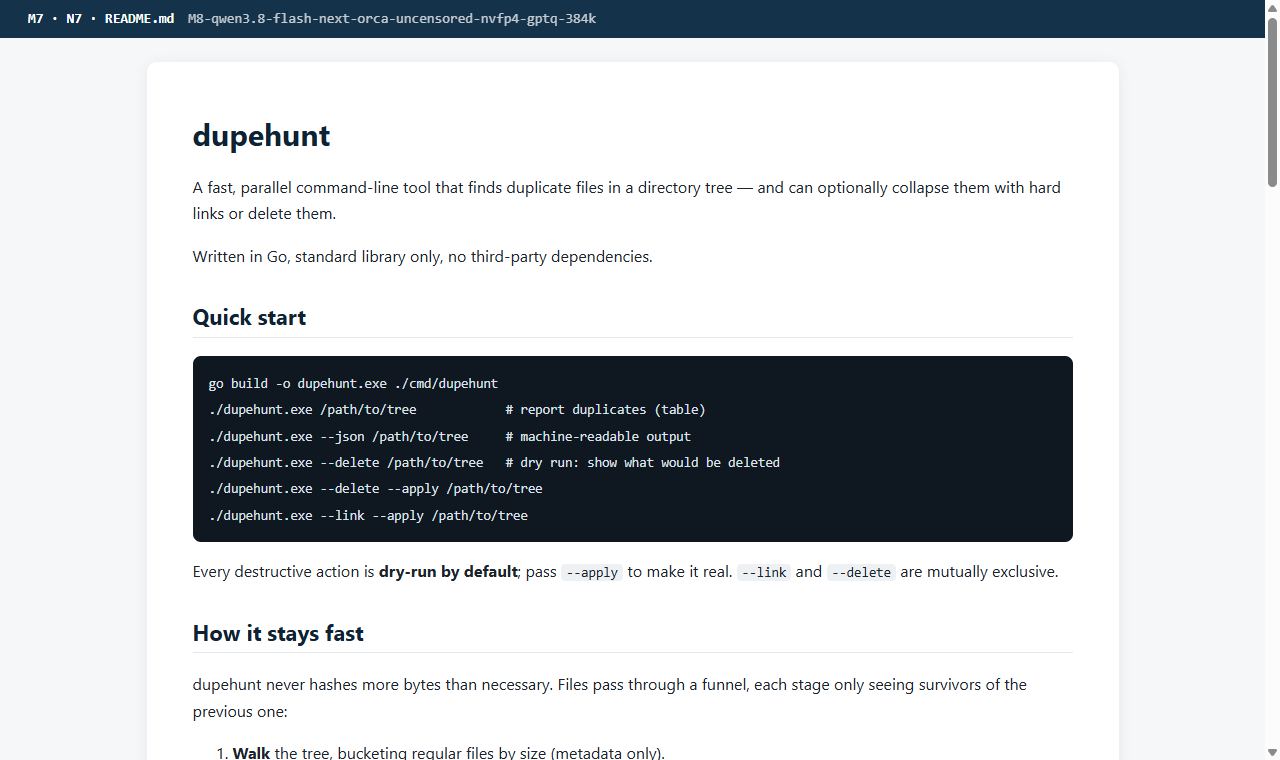 M7 · N7 · README.md M8-qwen3.8-flash-next-orca-uncensored-nvfp4-gptq-384k
dupehunt
A fast, parallel command-line tool that finds duplicate files in a directory tree — and can optionally collapse them with hard
links or delete them.
Written in Go, standard library only, no third-party dependencies.
Quick start
go build -o dupehunt.exe ./cmd/dupehunt
./dupehunt.exe /path/to/tree            # report duplicates (table)
./dupehunt.exe --json /path/to/tree     # machine-readable output
./dupehunt.exe --delete /path/to/tree   # dry run: show what would be deleted
./dupehunt.exe --delete --apply /path/to/tree
./dupehunt.exe --link --apply /path/to/tree
Every destructive action is dry-run by default; pass --apply to make it real. --link and --delete are mutually exclusive.
How it stays fast
dupehunt never hashes more bytes than necessary. Files pass through a funnel, each stage only seeing survivors of the
previous one:
1. Walk the tree, bucketing regular files by size (metadata only).